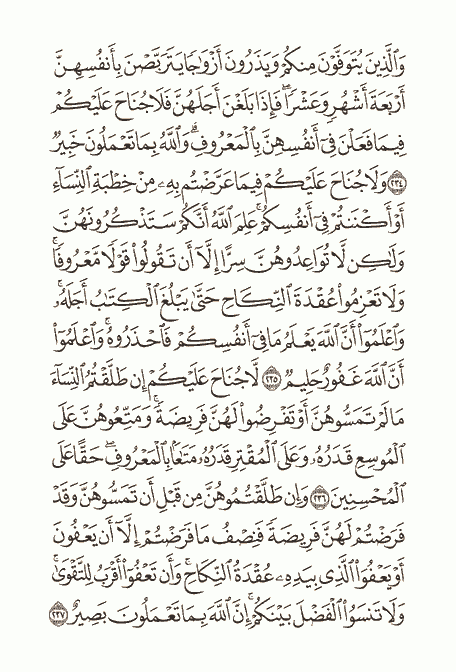 وَٱلَّذِينَ يُتَوَفَّوْنَ مِنكُمْ وَيَذَرُونَ أَزْوَٰجًا يَتَرَبَّصْنَ بِأَنفُسِهِنَّ
أَرْبَعَةَ أَشْهُرٍ وَعَشْرًا ۖ فَإِذَا بَلَغْنَ أَجَلَهُنَّ فَلَا جُنَاحَ عَلَيْكُمْ
فِيمَا فَعَلْنَ فِىٓ أَنفُسِهِنَّ بِٱلْمَعْرُوفِ ۗ وَٱللَّهُ بِمَا تَعْمَلُونَ خَبِيرٌ
٢٣٤ وَلَا جُنَاحَ عَلَيْكُمْ فِيمَا عَرَّضْتُم بِهِۦ مِنْ خِطْبَةِ ٱلنِّسَآءِ
أَوْ أَكْنَنتُمْ فِىٓ أَنفُسِكُمْ ۚ عَلِمَ ٱللَّهُ أَنَّكُمْ سَتَذْكُرُونَهُنَّ
وَلَٰكِن لَّا تُوَاعِدُوهُنَّ سِرًّا إِلَّآ أَن تَقُولُوا۟ قَوْلًا مَّعْرُوفًا ۚ
وَلَا تَعْزِمُوا۟ عُقْدَةَ ٱلنِّكَاحِ حَتَّىٰ يَبْلُغَ ٱلْكِتَٰبُ أَجَلَهُۥ ۚ
وَٱعْلَمُوٓا۟ أَنَّ ٱللَّهَ يَعْلَمُ مَا فِىٓ أَنفُسِكُمْ فَٱحْذَرُوهُ ۚ وَٱعْلَمُوٓا۟
أَنَّ ٱللَّهَ غَفُورٌ حَلِيمٌ ٢٣٥ لَّا جُنَاحَ عَلَيْكُمْ إِن طَلَّقْتُمُ ٱلنِّسَآءَ
مَا لَمْ تَمَسُّوهُنَّ أَوْ تَفْرِضُوا۟ لَهُنَّ فَرِيضَةً ۚ وَمَتِّعُوهُنَّ عَلَى
ٱلْمُوسِعِ قَدَرُهُۥ وَعَلَى ٱلْمُقْتِرِ قَدَرُهُۥ مَتَٰعًۢا بِٱلْمَعْرُوفِ ۖ حَقًّا عَلَى
ٱلْمُحْسِنِينَ ٢٣٦ وَإِن طَلَّقْتُمُوهُنَّ مِن قَبْلِ أَن تَمَسُّوهُنَّ وَقَدْ
فَرَضْتُمْ لَهُنَّ فَرِيضَةً فَنِصْفُ مَا فَرَضْتُمْ إِلَّآ أَن يَعْفُونَ
أَوْ يَعْفُوَا۟ ٱلَّذِى بِيَدِهِۦ عُقْدَةُ ٱلنِّكَاحِ ۚ وَأَن تَعْفُوٓا۟ أَقْرَبُ لِلتَّقْوَىٰ ۚ
وَلَا تَنسَوُا۟ ٱلْفَضْلَ بَيْنَكُمْ ۚ إِنَّ ٱللَّهَ بِمَا تَعْمَلُونَ بَصِيرٌ ٢٣٧